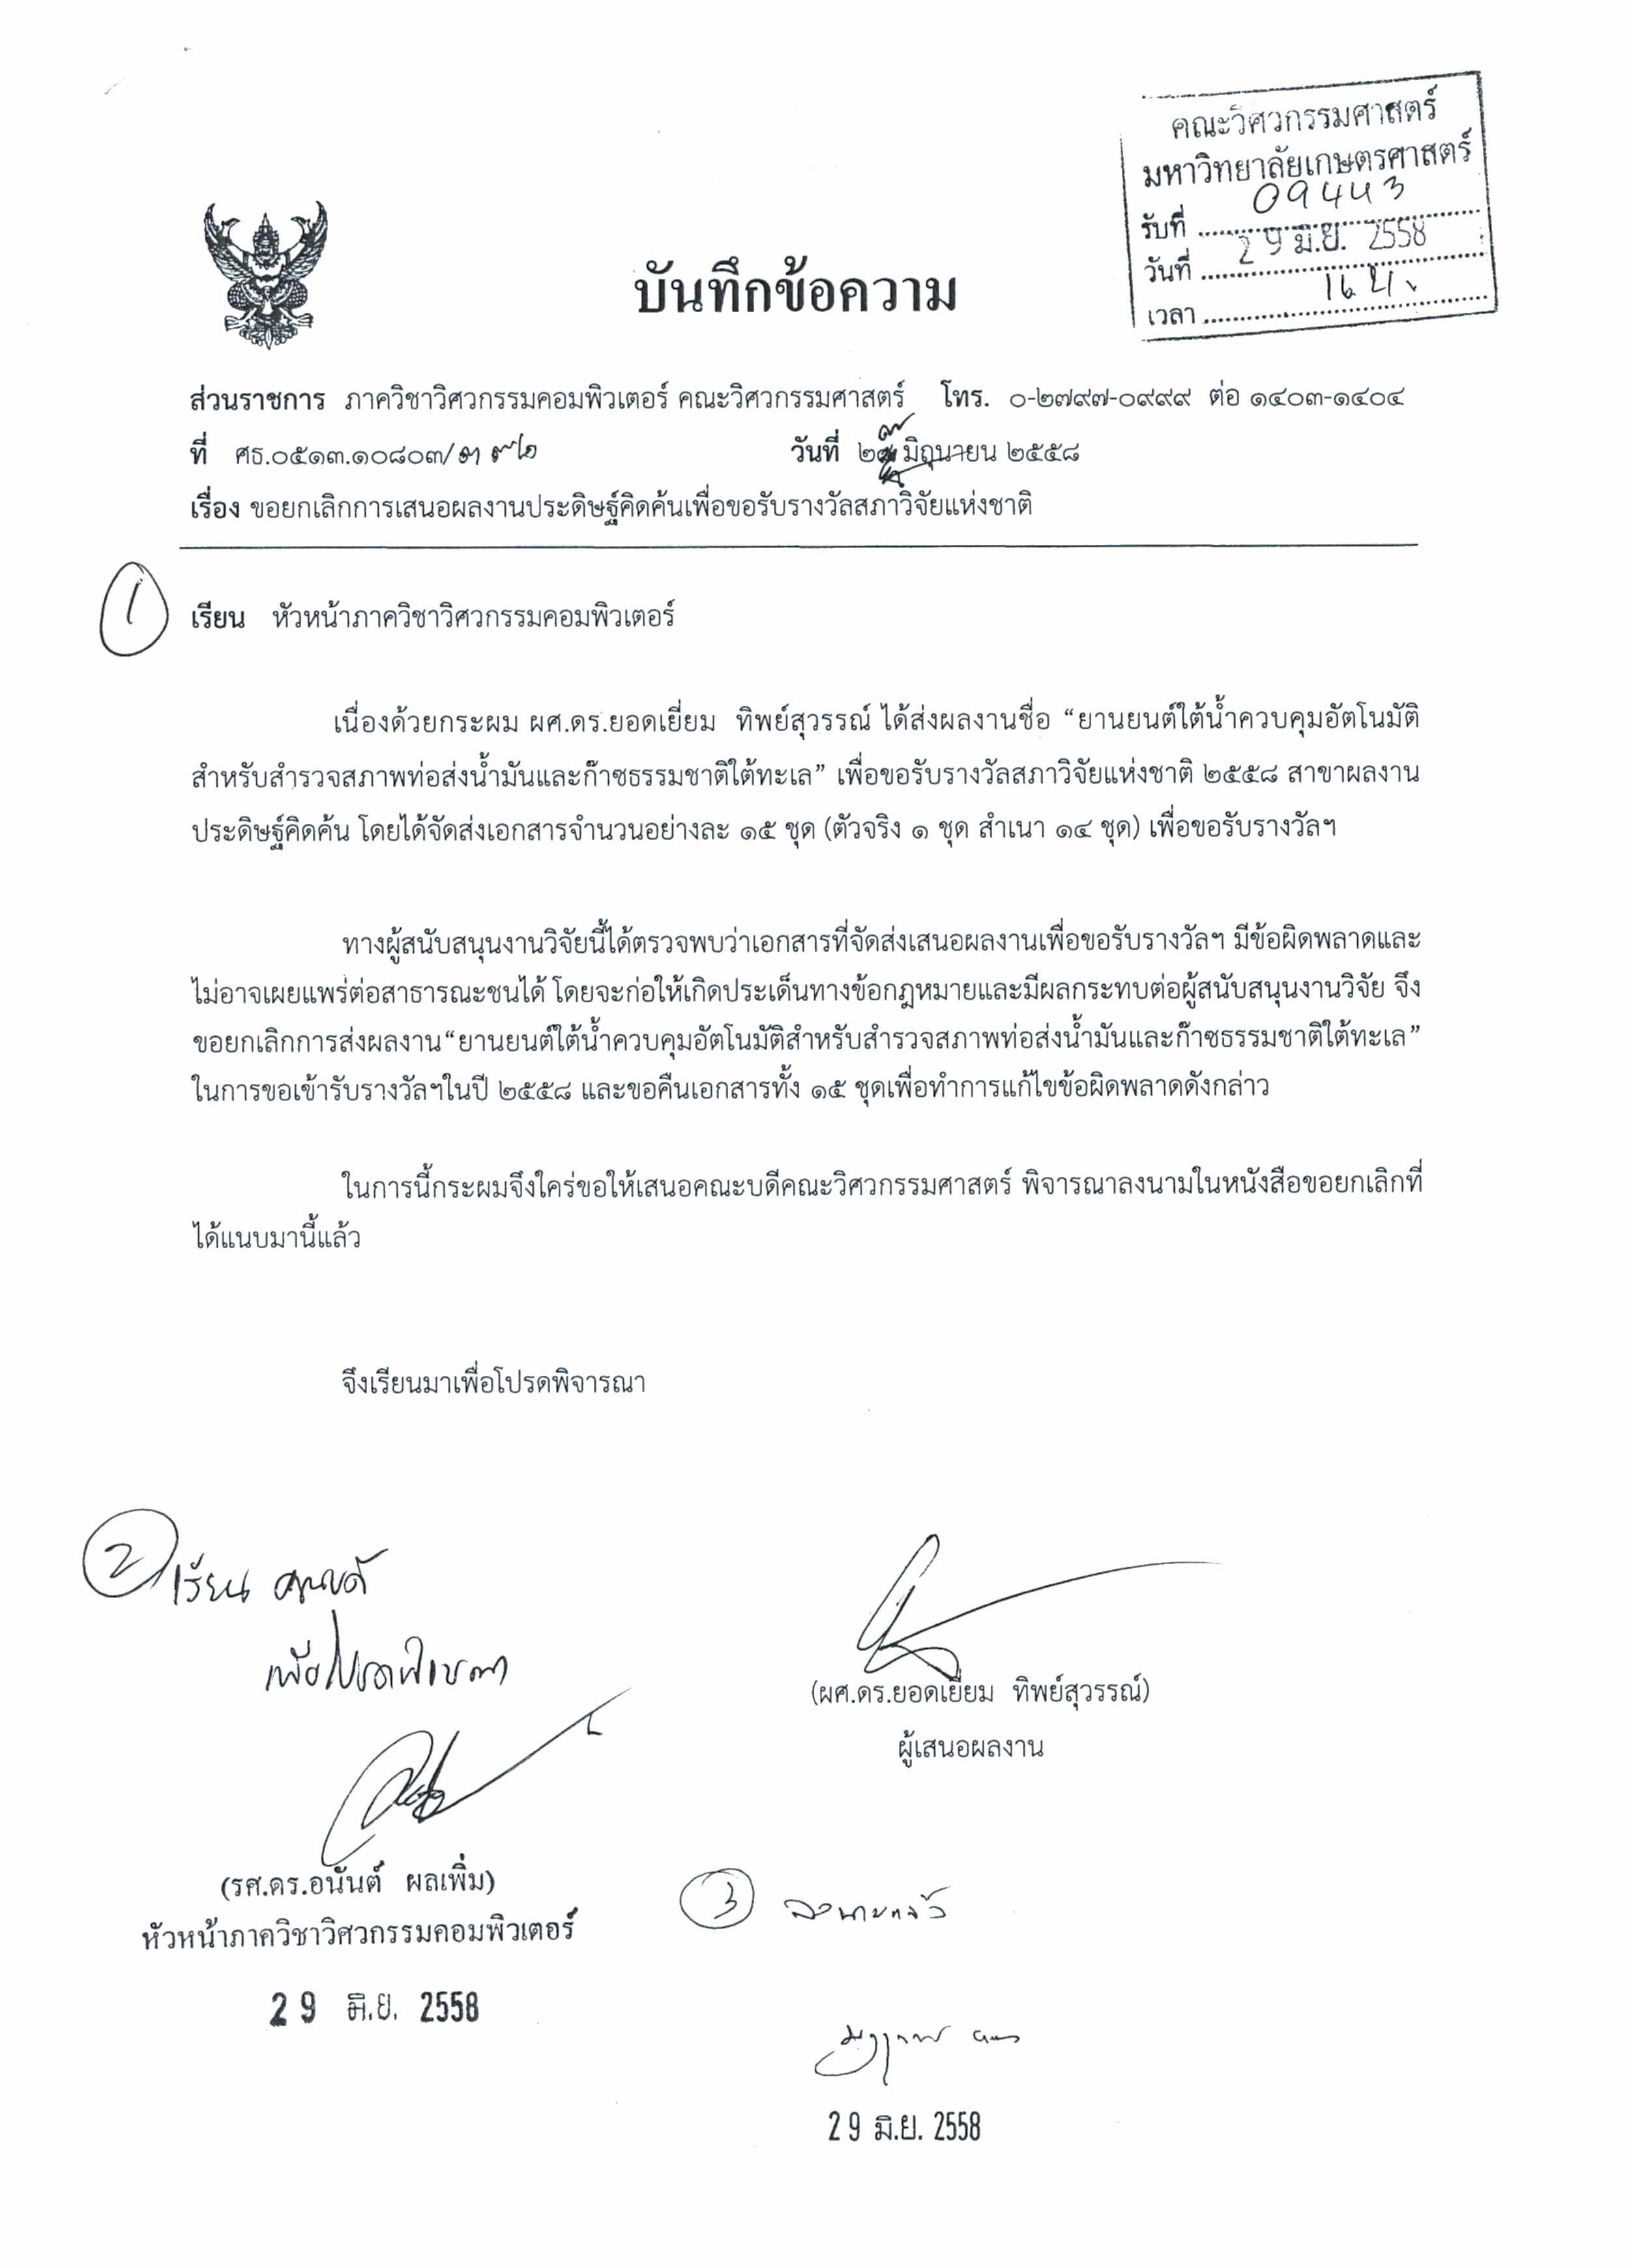 คณะวิศวกรรมศาสตร์
มหาวิทยาลัยเกษตรศาสตร์
รับที่ 09443
วันที่ 29 มิ.ย. 2558
เวลา 16 น.
บันทึกข้อความ
ส่วนราชการ ภาควิชาวิศวกรรมคอมพิวเตอร์ คณะวิศวกรรมศาสตร์ โทร. ๐-๒๗๙๗-๐๙๙๙ ต่อ ๑๔๐๓-๑๔๐๔
ที่ ศธ.๐๕๑๓.๑๐๘๐๓/ วันที่ ๒๙ มิถุนายน ๒๕๕๘
เรื่อง ขอยกเลิกการเสนอผลงานประดิษฐ์คิดค้นเพื่อขอรับรางวัลสภาวิจัยแห่งชาติ
1 เรียน หัวหน้าภาควิชาวิศวกรรมคอมพิวเตอร์
เนื่องด้วยกระผม ผศ.ดร.ยอดเยี่ยม ทิพย์สุวรรณ์ ได้ส่งผลงานชื่อ “ยานยนต์ใต้น้ำควบคุมอัตโนมัติ
สำหรับสำรวจสภาพท่อส่งน้ำมันและก๊าซธรรมชาติใต้ทะเล” เพื่อขอรับรางวัลสภาวิจัยแห่งชาติ ๒๕๕๘ สาขาผลงาน
ประดิษฐ์คิดค้น โดยได้จัดส่งเอกสารจำนวนอย่างละ ๑๕ ชุด (ตัวจริง ๑ ชุด สำเนา ๑๔ ชุด) เพื่อขอรับรางวัลฯ
ทางผู้สนับสนุนงานวิจัยนี้ได้ตรวจพบว่าเอกสารที่จัดส่งเสนอผลงานเพื่อขอรับรางวัลฯ มีข้อผิดพลาดและ
ไม่อาจเผยแพร่ต่อสาธารณะชนได้ โดยจะก่อให้เกิดประเด็นทางข้อกฎหมายและมีผลกระทบต่อผู้สนับสนุนงานวิจัย จึง
ขอยกเลิกการส่งผลงาน“ยานยนต์ใต้น้ำควบคุมอัตโนมัติสำหรับสำรวจสภาพท่อส่งน้ำมันและก๊าซธรรมชาติใต้ทะเล”
ในการขอเข้ารับรางวัลฯในปี ๒๕๕๘ และขอคืนเอกสารทั้ง ๑๕ ชุดเพื่อทำการแก้ไขข้อผิดพลาดดังกล่าว
ในการนี้กระผมจึงใคร่ขอให้เสนอคณะบดีคณะวิศวกรรมศาสตร์ พิจารณาลงนามในหนังสือขอยกเลิกที่
ได้แนบมานี้แล้ว
จึงเรียนมาเพื่อโปรดพิจารณา
2 เรียน คณบดี
เพื่อโปรดพิจารณา
(ผศ.ดร.ยอดเยี่ยม ทิพย์สุวรรณ์)
ผู้เสนอผลงาน
(รศ.ดร.อนันต์ ผลเพิ่ม)
หัวหน้าภาควิชาวิศวกรรมคอมพิวเตอร์
29 มิ.ย. 2558
3 ลงนามแล้ว
29 มิ.ย. 2558